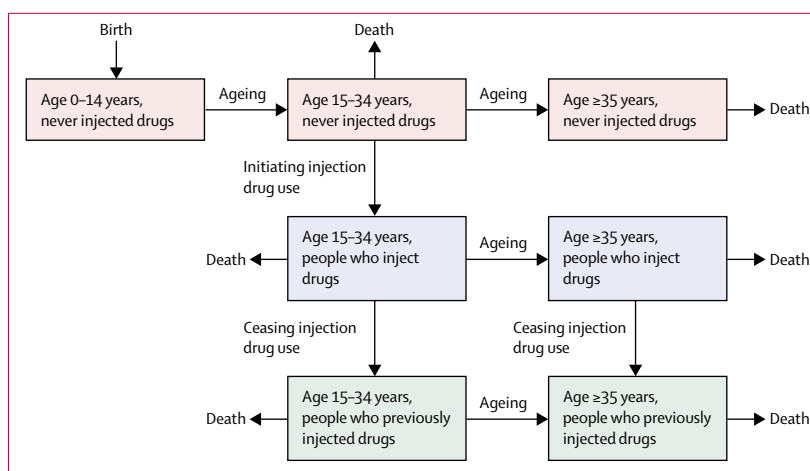 Birth
Death
Age 0–14 years,
never injected drugs
Ageing
Age 15–34 years,
never injected drugs
Ageing
Age ≥35 years,
never injected drugs
Death
Initiating injection
drug use
Death
Age 15–34 years,
people who inject
drugs
Ageing
Age ≥35 years,
people who inject
drugs
Death
Ceasing injection
drug use
Ceasing injection
drug use
Death
Age 15–34 years,
people who previously
injected drugs
Ageing
Age ≥35 years,
people who previously
injected drugs
Death